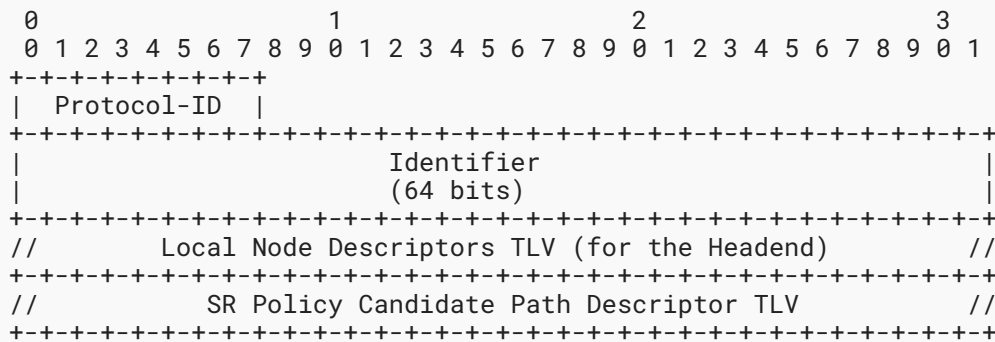 0                   1                   2                   3
 0 1 2 3 4 5 6 7 8 9 0 1 2 3 4 5 6 7 8 9 0 1 2 3 4 5 6 7 8 9 0 1
+-+-+-+-+-+-+-+-+
|  Protocol-ID  |
+-+-+-+-+-+-+-+-+-+-+-+-+-+-+-+-+-+-+-+-+-+-+-+-+-+-+-+-+-+-+-+-+
|                        Identifier                             |
|                        (64 bits)                              |
+-+-+-+-+-+-+-+-+-+-+-+-+-+-+-+-+-+-+-+-+-+-+-+-+-+-+-+-+-+-+-+-+
//        Local Node Descriptors TLV (for the Headend)         //
+-+-+-+-+-+-+-+-+-+-+-+-+-+-+-+-+-+-+-+-+-+-+-+-+-+-+-+-+-+-+-+-+
//           SR Policy Candidate Path Descriptor TLV           //
+-+-+-+-+-+-+-+-+-+-+-+-+-+-+-+-+-+-+-+-+-+-+-+-+-+-+-+-+-+-+-+-+